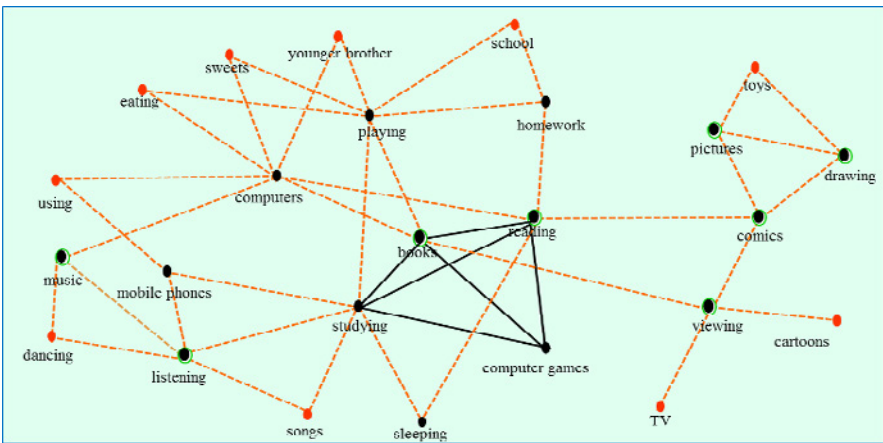 school
younger brother
sweets
toys
eating
homework
playing
pictures
drawing
using
computers
reading
comics
books
music
mobile phones
studying
viewing
cartoons
dancing
computer games
listening
TV
songs
sleeping